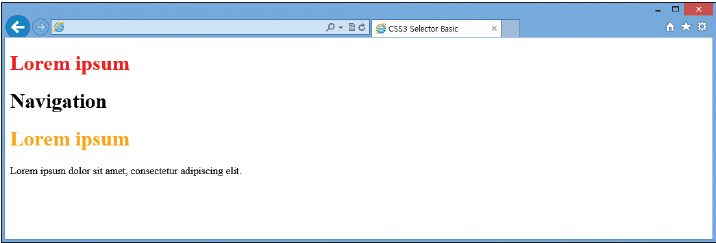 CSS3 Selector Basic
Lorem ipsum
Navigation
Lorem ipsum
Lorem ipsum dolor sit amet, consectetur adipiscing elit.